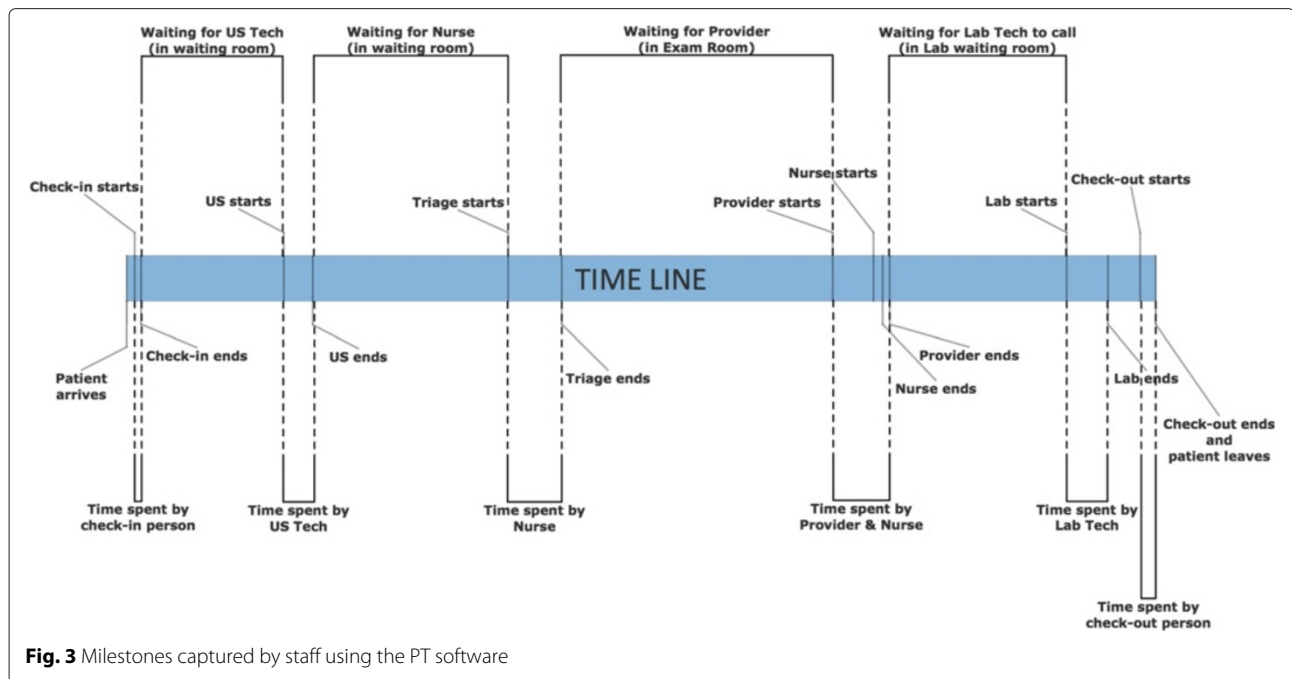 Waiting for US Tech
(in waiting room)
Waiting for Nurse
(in waiting room)
Waiting for Provider
(in Exam Room)
Waiting for Lab Tech to call
(in Lab waiting room)
Check-in starts
US starts
Triage starts
Provider starts
Nurse starts
Lab starts
Check-out starts
TIME LINE
Patient
arrives
Check-in ends
US ends
Triage ends
Provider ends
Nurse ends
Lab ends
Check-out ends
and
patient leaves
Time spent by
check-in person
Time spent by
US Tech
Time spent by
Nurse
Time spent by
Provider & Nurse
Time spent by
Lab Tech
Time spent by
check-out person
Fig. 3 Milestones captured by staff using the PT software